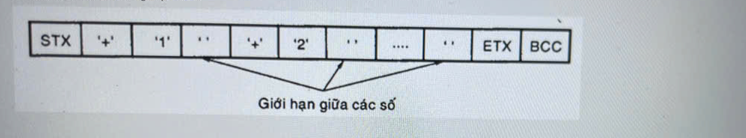 STX '+' '1' ' ' '+' '2' ' ' .... ' ' ETX BCC
Giới hạn giữa các số